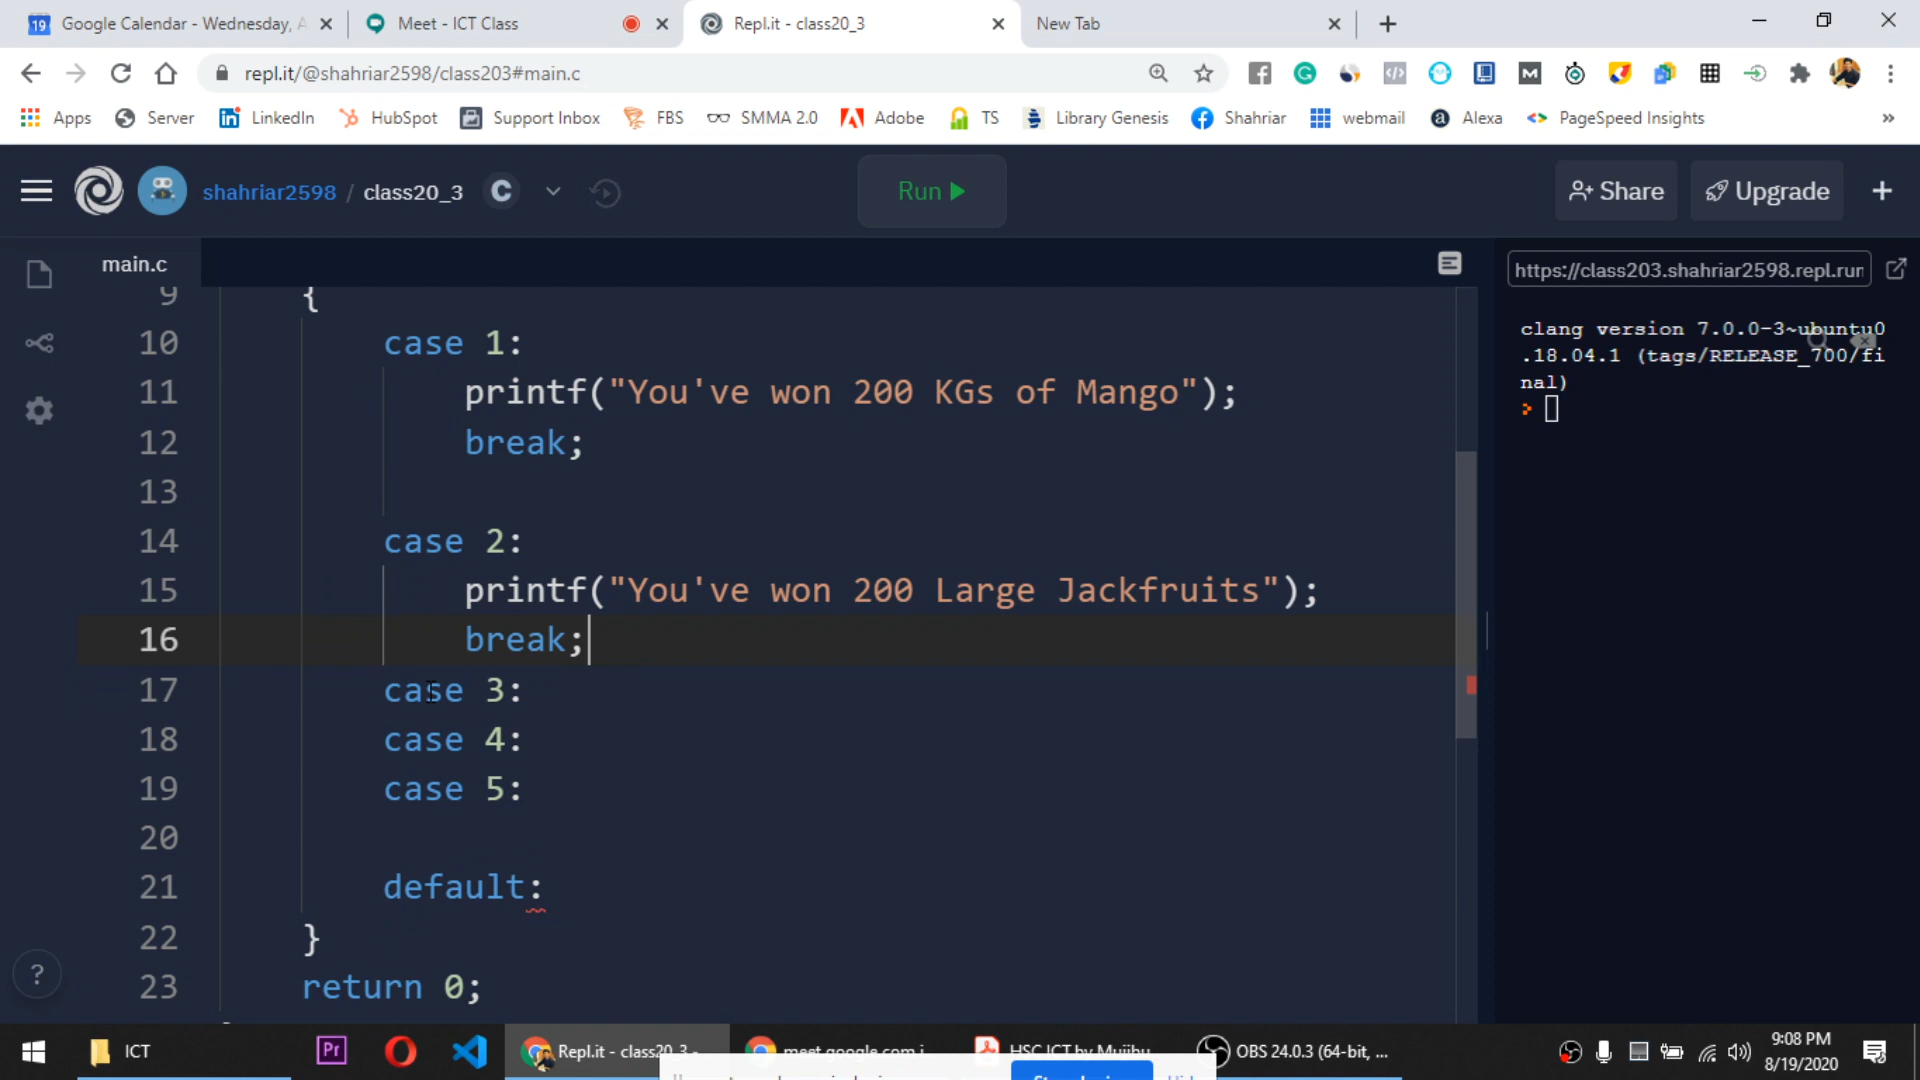 Google Calendar - Wednesday, A
Meet - ICT Class
Repl.it - class20_3
New Tab
repl.it/@shahriar2598/class203#main.c
Apps Server LinkedIn HubSpot Support Inbox FBS SMMA 2.0 Adobe TS Library Genesis Shahriar webmail Alexa PageSpeed Insights »
shahriar2598 / class20_3 C
Run
Share
Upgrade
main.c
https://class203.shahriar2598.repl.run
clang version 7.0.0-3~ubuntu0
.18.04.1 (tags/RELEASE_700/fi
nal)
9 {
10 case 1:
11 printf("You've won 200 KGs of Mango");
12 break;
13
14 case 2:
15 printf("You've won 200 Large Jackfruits");
16 break;
17 case 3:
18 case 4:
19 case 5:
20
21 default:
22 }
23 return 0;
ICT
Pr
Repl.it - class20_3 -
meet.google.com i
HSC ICT by Mujibu
OBS 24.0.3 (64-bit, ...
9:08 PM
8/19/2020